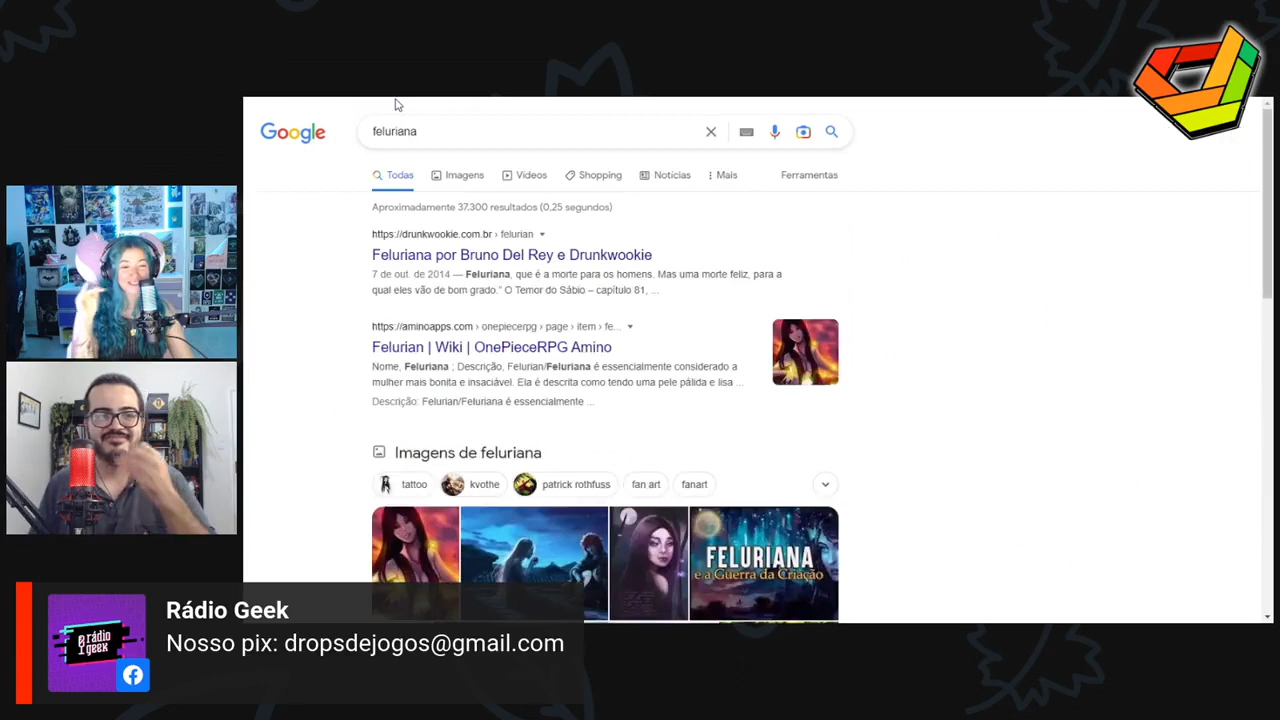 Google
feluriana
Todas
Imagens
Vídeos
Shopping
Notícias
Mais
Ferramentas
Aproximadamente 37.300 resultados (0,25 segundos)
https://drunkwookie.com.br › felurian
Feluriana por Bruno Del Rey e Drunkwookie
7 de out. de 2014 — Feluriana, que é a morte para os homens. Mas uma morte feliz, para a
qual eles vão de bom grado.” O Temor do Sábio – capítulo 81, ...
https://aminoapps.com › onepiecerpg › page › item › fe...
Felurian | Wiki | OnePieceRPG Amino
Nome, Feluriana ; Descrição, Felurian/Feluriana é essencialmente considerado a
mulher mais bonita e insaciável. Ela é descrita como tendo uma pele pálida e lisa ...
Descrição: Felurian/Feluriana é essencialmente ...
Imagens de feluriana
tattoo
kvothe
patrick rothfuss
fan art
fanart
FELURIANA
e a Guerra da Criação
rádio
geek
Rádio Geek
Nosso pix: dropsdejogos@gmail.com